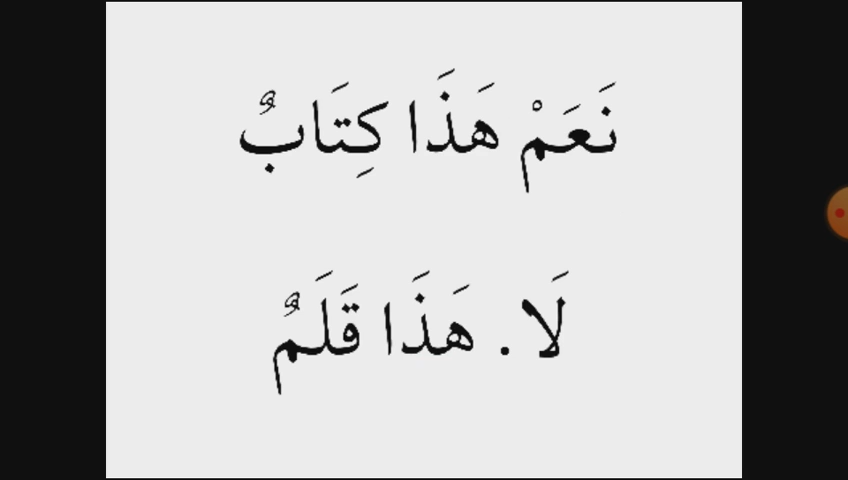 نَعَمْ هَذَا كِتَابٌ
لَا. هَذَا قَلَمٌ